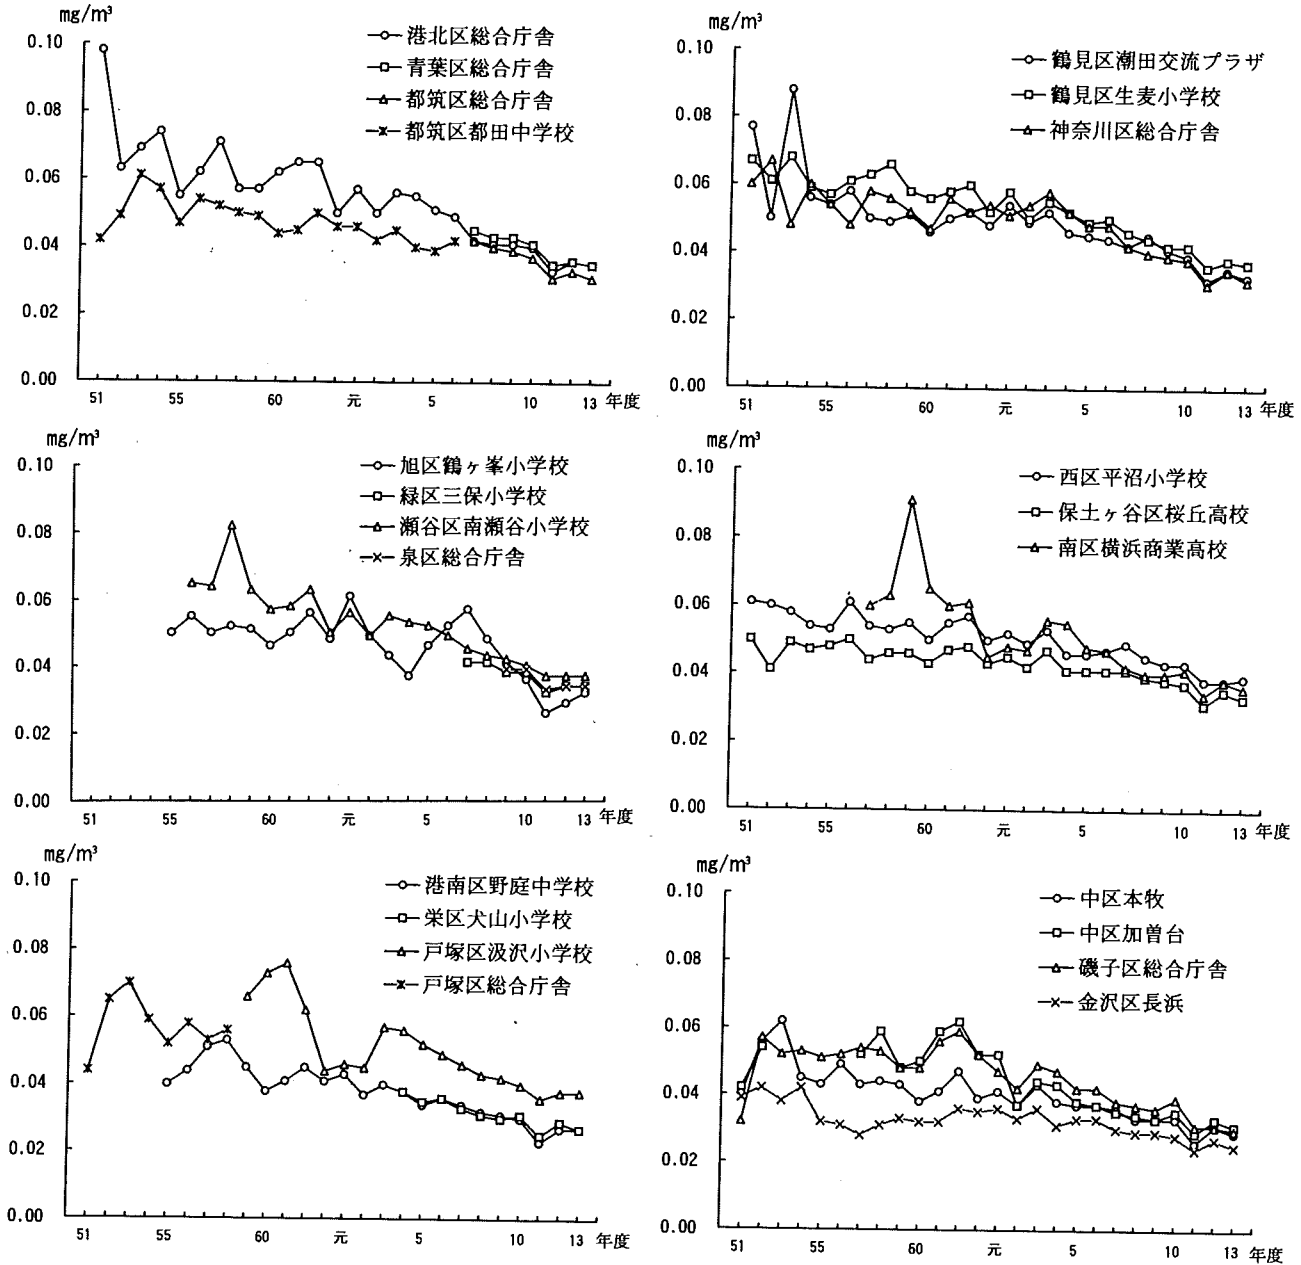 mg/m³
0.10
0.08
0.06
0.04
0.02
0.00
港北区総合庁舎
青葉区総合庁舎
都筑区総合庁舎
都筑区都田中学校
51 55 60 元 5 10 13 年度
mg/m³
0.10
0.08
0.06
0.04
0.02
0.00
鶴見区潮田交流プラザ
鶴見区生麦小学校
神奈川区総合庁舎
51 55 60 元 5 10 13 年度
mg/m³
0.10
0.08
0.06
0.04
0.02
0.00
旭区鶴ヶ峯小学校
緑区三保小学校
瀬谷区南瀬谷小学校
泉区総合庁舎
51 55 60 元 5 10 13 年度
mg/m³
0.10
0.08
0.06
0.04
0.02
0.00
西区平沼小学校
保土ヶ谷区桜丘高校
南区横浜商業高校
51 55 60 元 5 10 13 年度
mg/m³
0.10
0.08
0.06
0.04
0.02
0.00
港南区野庭中学校
栄区犬山小学校
戸塚区汲沢小学校
戸塚区総合庁舎
51 55 60 元 5 10 13 年度
mg/m³
0.10
0.08
0.06
0.04
0.02
0.00
中区本牧
中区加曽台
磯子区総合庁舎
金沢区長浜
51 55 60 元 5 10 13 年度